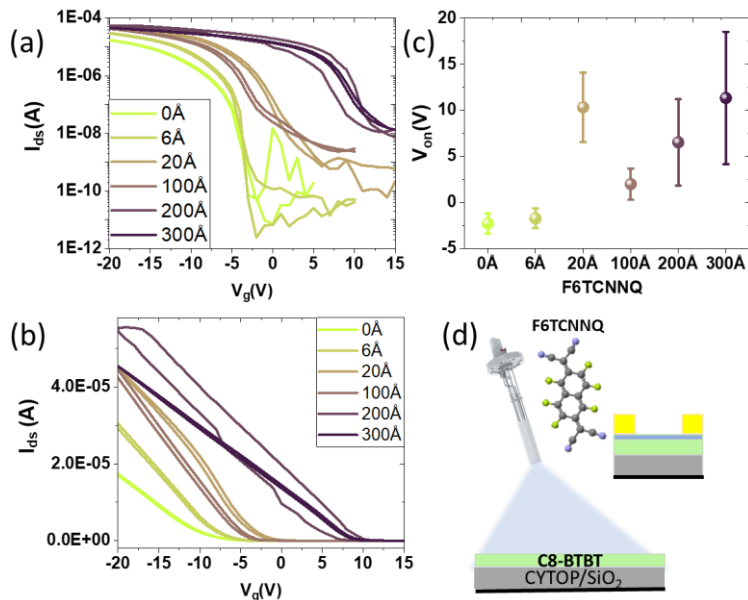 (a)
I_ds(A)
1E-04
1E-06
1E-08
1E-10
1E-12
0Å
6Å
20Å
100Å
200Å
300Å
-20 -15 -10 -5 0 5 10 15
V_g(V)
(c)
V_on(V)
20
15
10
5
0
-5
0Å 6Å 20Å 100Å 200Å 300Å
F6TCNNQ
(b)
I_ds (A)
4.0E-05
2.0E-05
0.0E+00
0Å
6Å
20Å
100Å
200Å
300Å
-20 -15 -10 -5 0 5 10 15
V_g(V)
(d)
F6TCNNQ
C8-BTBT
CYTOP/SiO₂